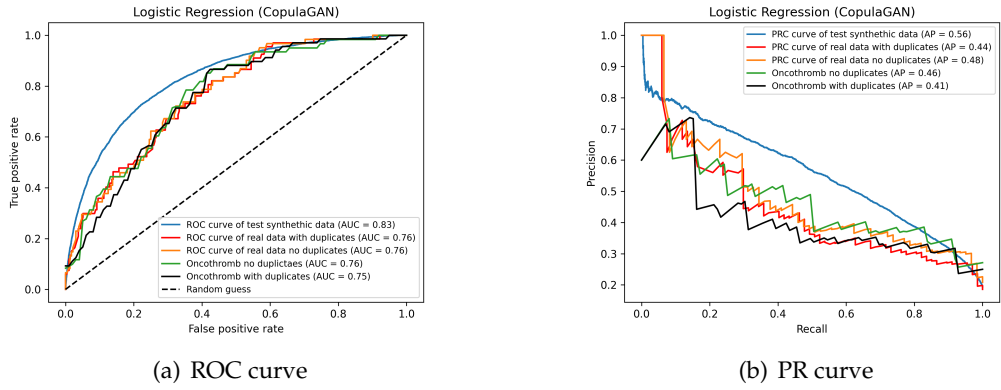 Logistic Regression (CopulaGAN)
1.0
0.8
0.6
0.4
0.2
0.0
True positive rate
ROC curve of test synthethic data (AUC = 0.83)
ROC curve of real data with duplicates (AUC = 0.76)
ROC curve of real data no duplicates (AUC = 0.76)
Oncothromb no duplictaes (AUC = 0.76)
Oncothromb with duplicates (AUC = 0.75)
Random guess
0.0 0.2 0.4 0.6 0.8 1.0
False positive rate
(a) ROC curve
Logistic Regression (CopulaGAN)
1.0
0.9
0.8
0.7
0.6
0.5
0.4
0.3
0.2
Precision
PRC curve of test synthethic data (AP = 0.56)
PRC curve of real data with duplicates (AP = 0.44)
PRC curve of real data no duplicates (AP = 0.48)
Oncothromb no duplicates (AP = 0.46)
Oncothromb with duplicates (AP = 0.41)
0.0 0.2 0.4 0.6 0.8 1.0
Recall
(b) PR curve